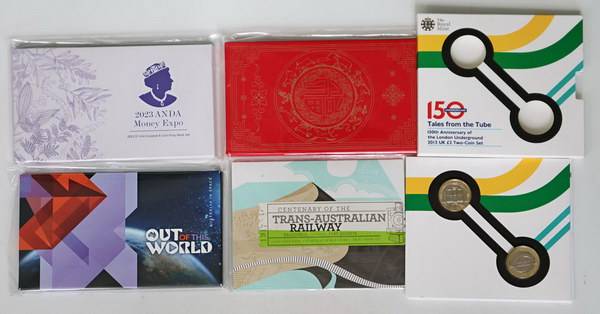 2023 ANDA
Money Expo
The
Royal
Mint
150
Tales from the Tube
150th Anniversary of
the London Underground
2013 UK £2 Two-Coin Set
OUT OF THE
WORLD
CENTENARY OF THE
TRANS-AUSTRALIAN
RAILWAY